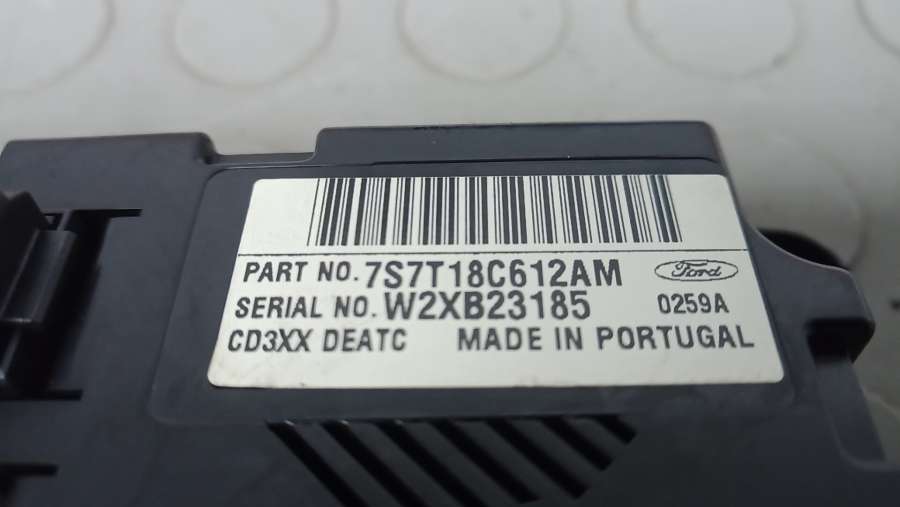 PART NO. 7S7T18C612AM Ford
SERIAL NO. W2XB23185 0259A
CD3XX DEATC MADE IN PORTUGAL